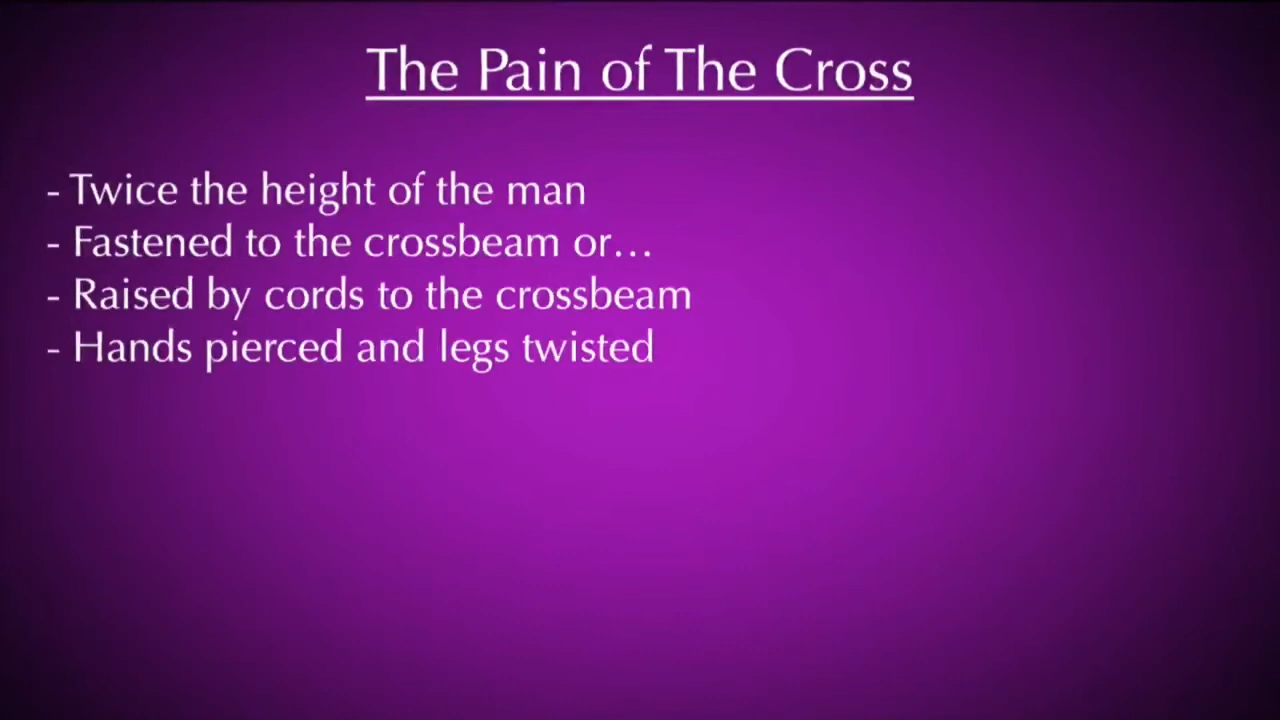 The Pain of The Cross
- Twice the height of the man
- Fastened to the crossbeam or...
- Raised by cords to the crossbeam
- Hands pierced and legs twisted